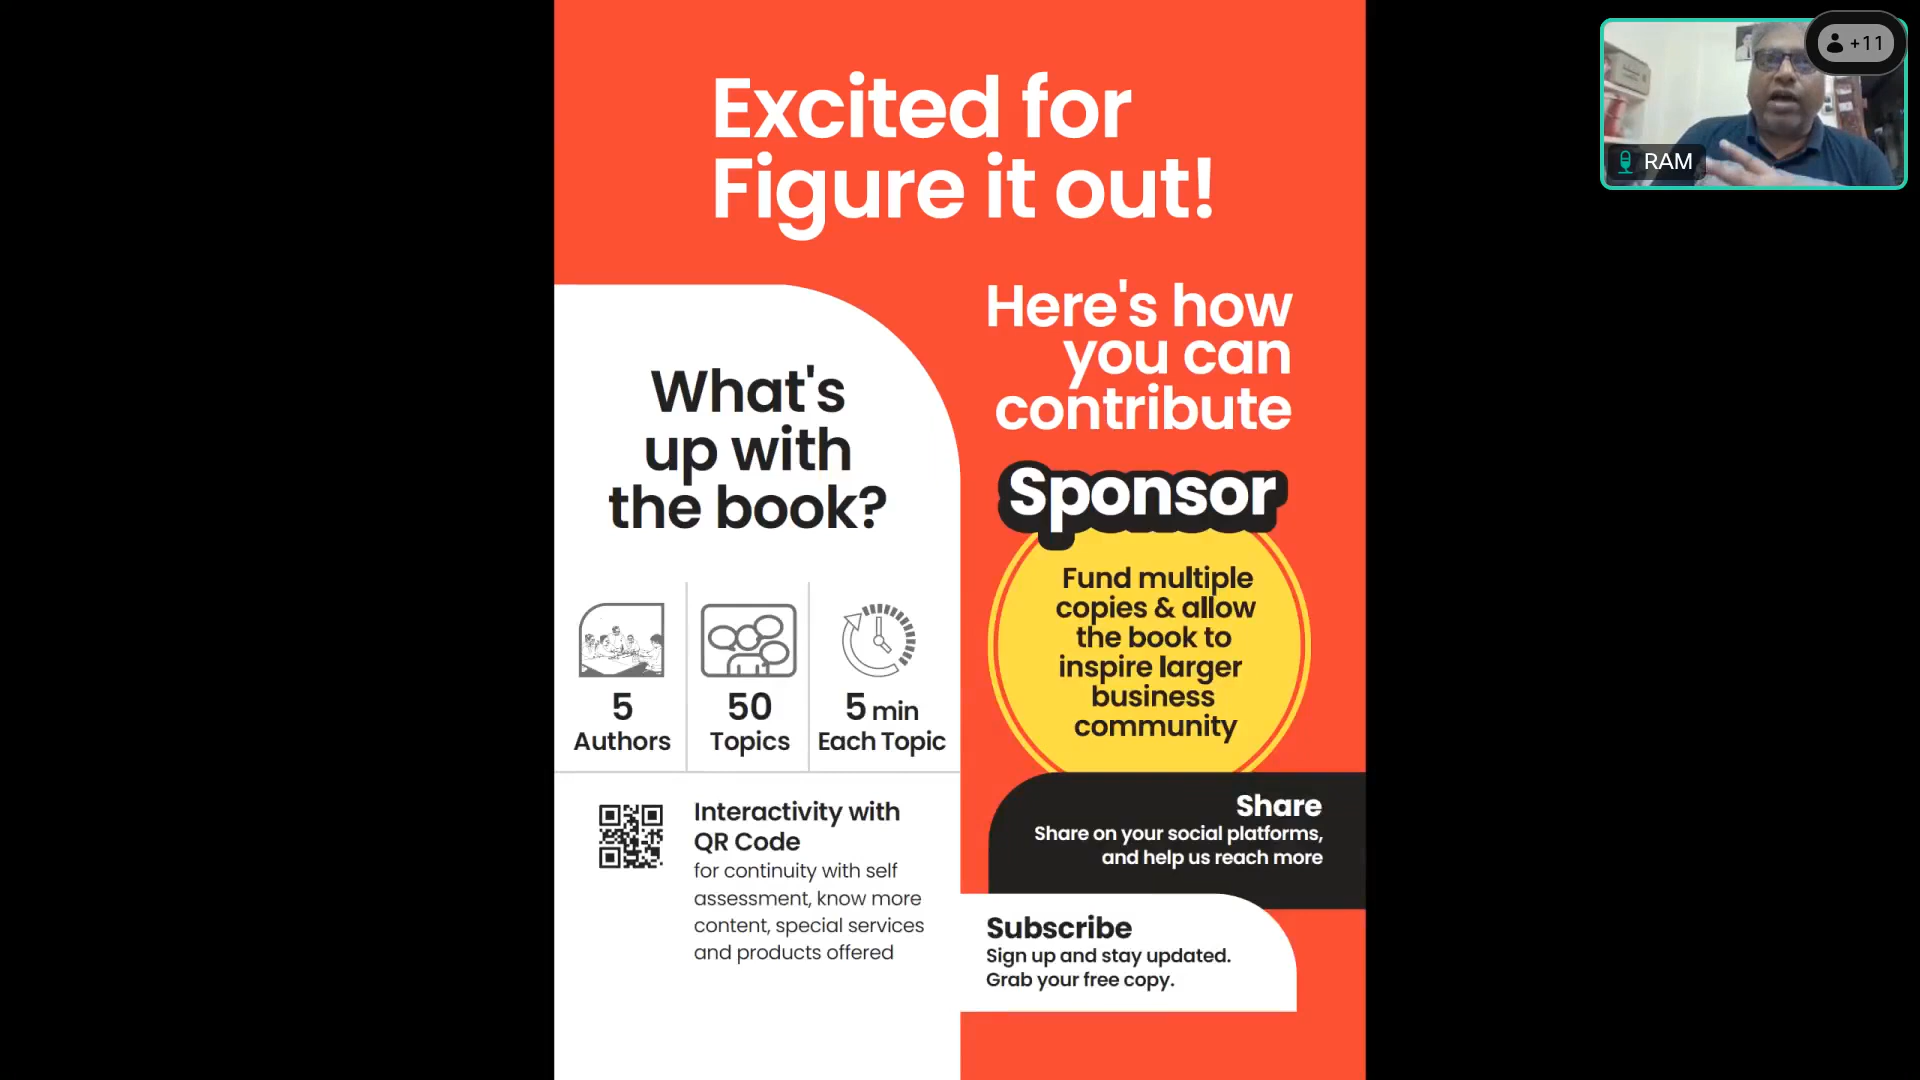 Excited for
Figure it out!
What's
up with
the book?
5
Authors
50
Topics
5 min
Each Topic
Interactivity with
QR Code
for continuity with self
assessment, know more
content, special services
and products offered
Here's how
you can
contribute
Sponsor
Fund multiple
copies & allow
the book to
inspire larger
business
community
Share
Share on your social platforms,
and help us reach more
Subscribe
Sign up and stay updated.
Grab your free copy.
+11
RAM